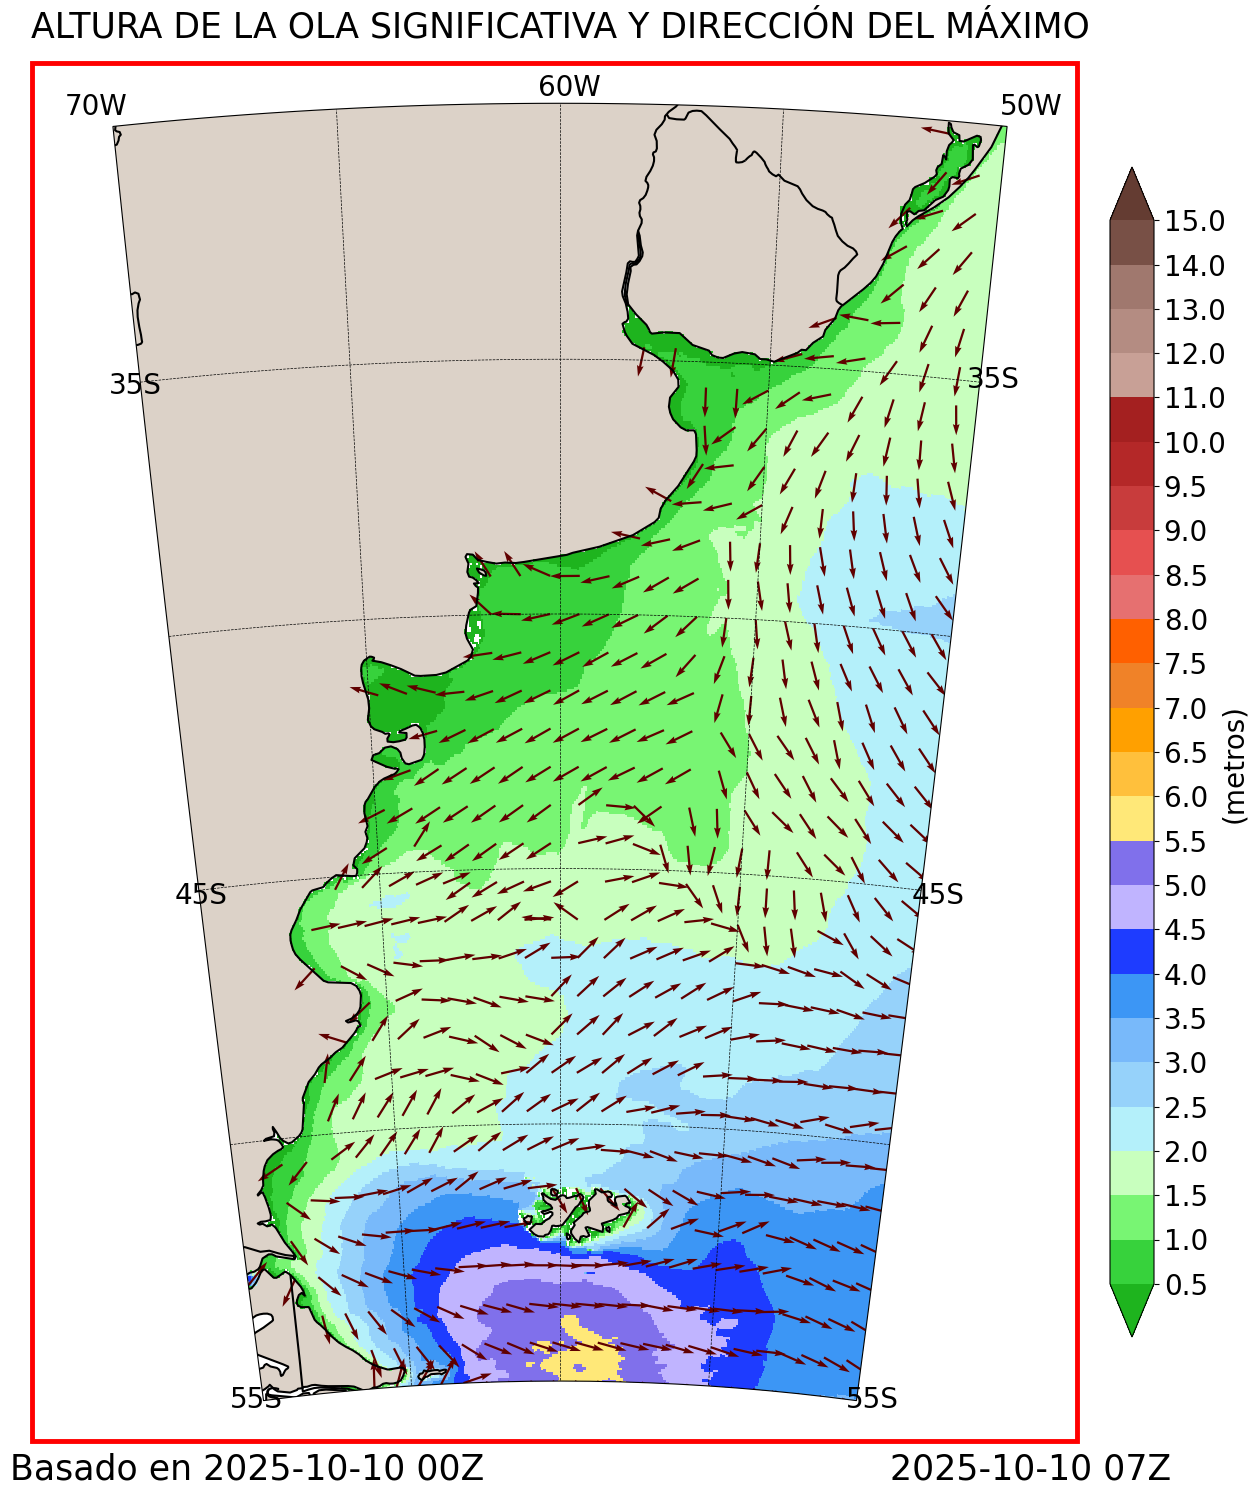 ALTURA DE LA OLA SIGNIFICATIVA Y DIRECCIÓN DEL MÁXIMO
70W
60W
50W
35S
35S
45S
45S
55S
55S
15.0
14.0
13.0
12.0
11.0
10.0
9.5
9.0
8.5
8.0
7.5
7.0
6.5
6.0
5.5
5.0
4.5
4.0
3.5
3.0
2.5
2.0
1.5
1.0
0.5
(metros)
Basado en 2025-10-10 00Z
2025-10-10 07Z